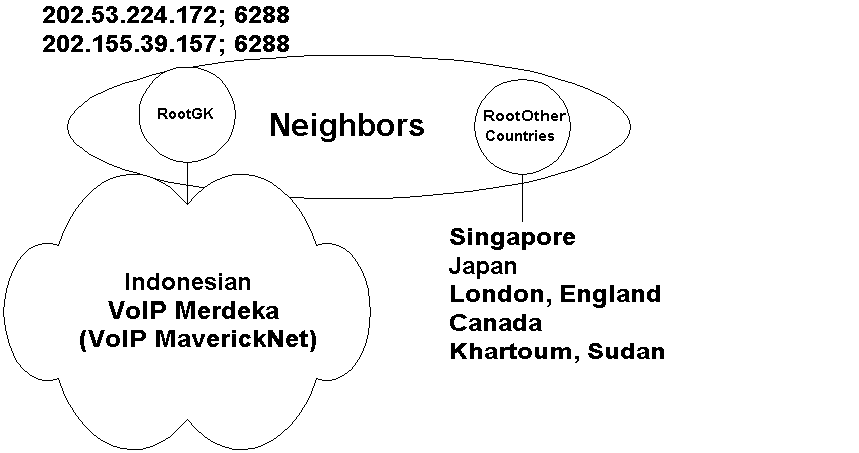 202.53.224.172; 6288
202.155.39.157; 6288
RootGK
Neighbors
RootOther
Countries
Indonesian
VoIP Merdeka
(VoIP MaverickNet)
Singapore
Japan
London, England
Canada
Khartoum, Sudan